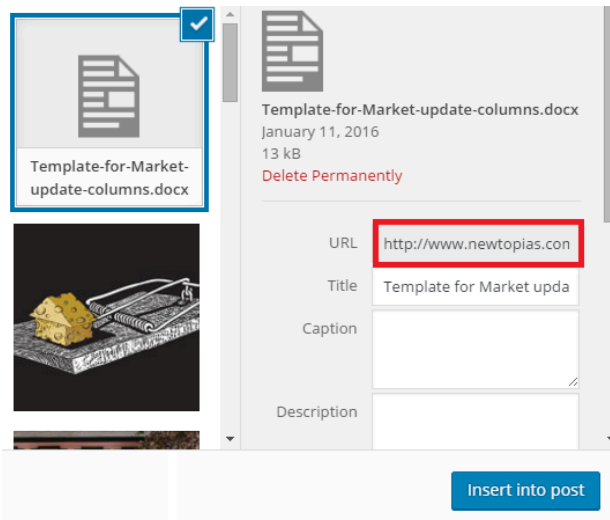 Template-for-Market-
update-columns.docx
Template-for-Market-update-columns.docx
January 11, 2016
13 kB
Delete Permanently
URL http://www.newtopias.con
Title Template for Market upda
Caption
Description
Insert into post